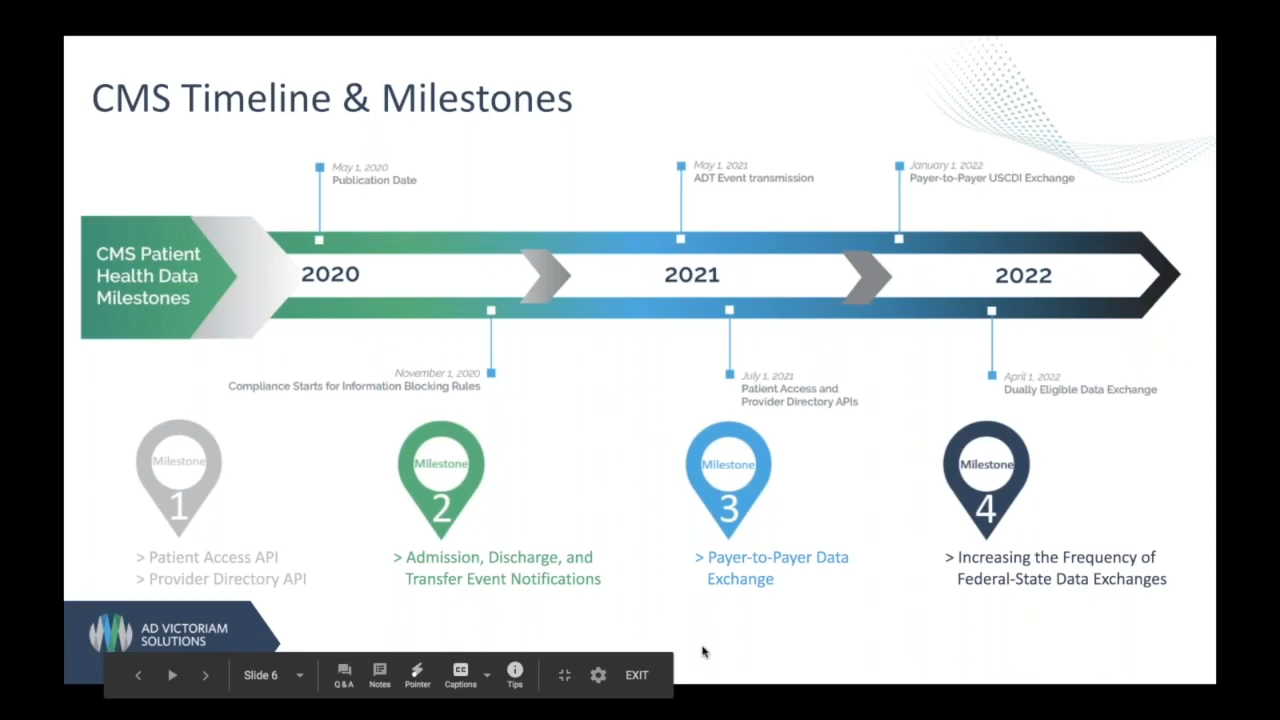 CMS Timeline & Milestones
May 1, 2020
Publication Date
May 1, 2021
ADT Event transmission
January 1, 2022
Payer-to-Payer USCDI Exchange
CMS Patient
Health Data
Milestones
2020
2021
2022
November 1, 2020
Compliance Starts for Information Blocking Rules
July 1, 2021
Patient Access and
Provider Directory APIs
April 1, 2022
Dually Eligible Data Exchange
Milestone
1
> Patient Access API
> Provider Directory API
Milestone
2
> Admission, Discharge, and
Transfer Event Notifications
Milestone
3
> Payer-to-Payer Data
Exchange
Milestone
4
> Increasing the Frequency of
Federal-State Data Exchanges
AD VICTORIAM
SOLUTIONS
Slide 6
Q&A
Notes
Pointer
CC
Captions
Tips
EXIT